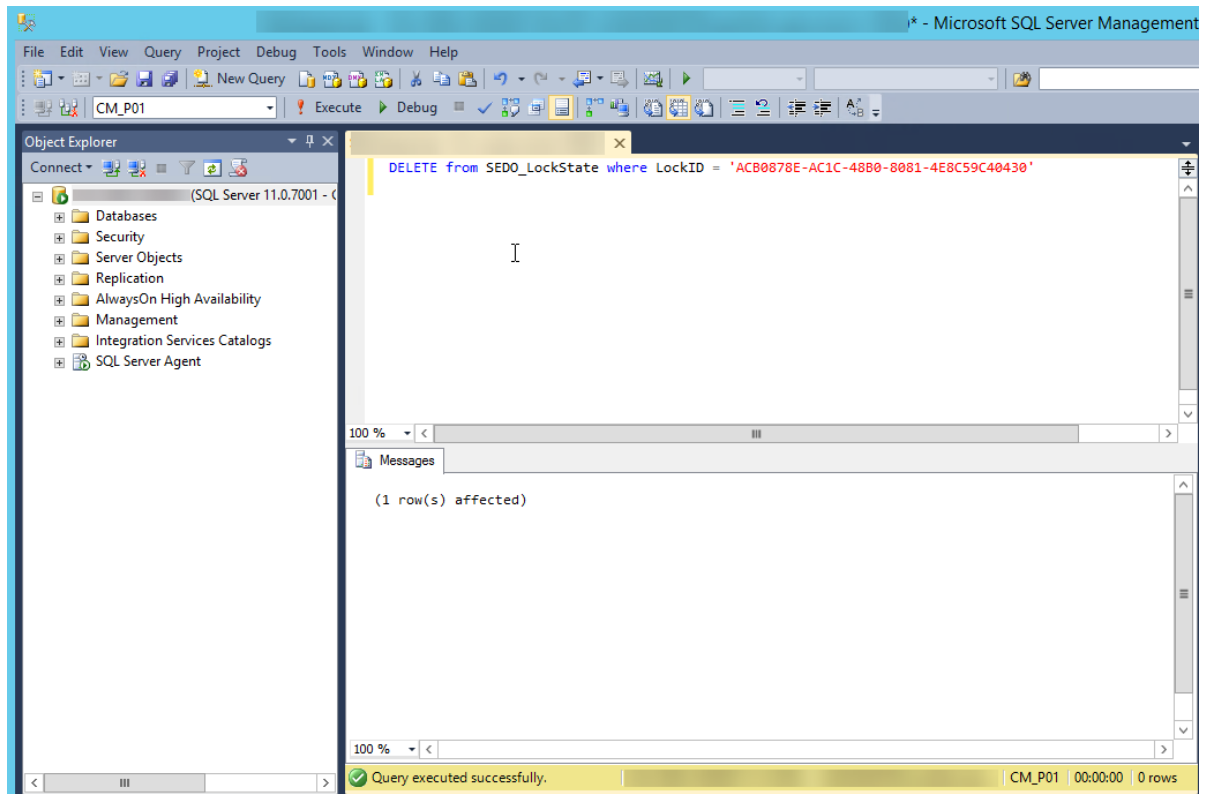 )* - Microsoft SQL Server Management
File Edit View Query Project Debug Tools Window Help
New Query
CM_P01 Execute Debug
Object Explorer
Connect
DELETE from SEDO_LockState where LockID = 'ACB0878E-AC1C-48B0-8081-4E8C59C40430'
(SQL Server 11.0.7001 - 
Databases
Security
Server Objects
Replication
AlwaysOn High Availability
Management
Integration Services Catalogs
SQL Server Agent
100 %
Messages
(1 row(s) affected)
100 %
Query executed successfully. CM_P01 00:00:00 0 rows